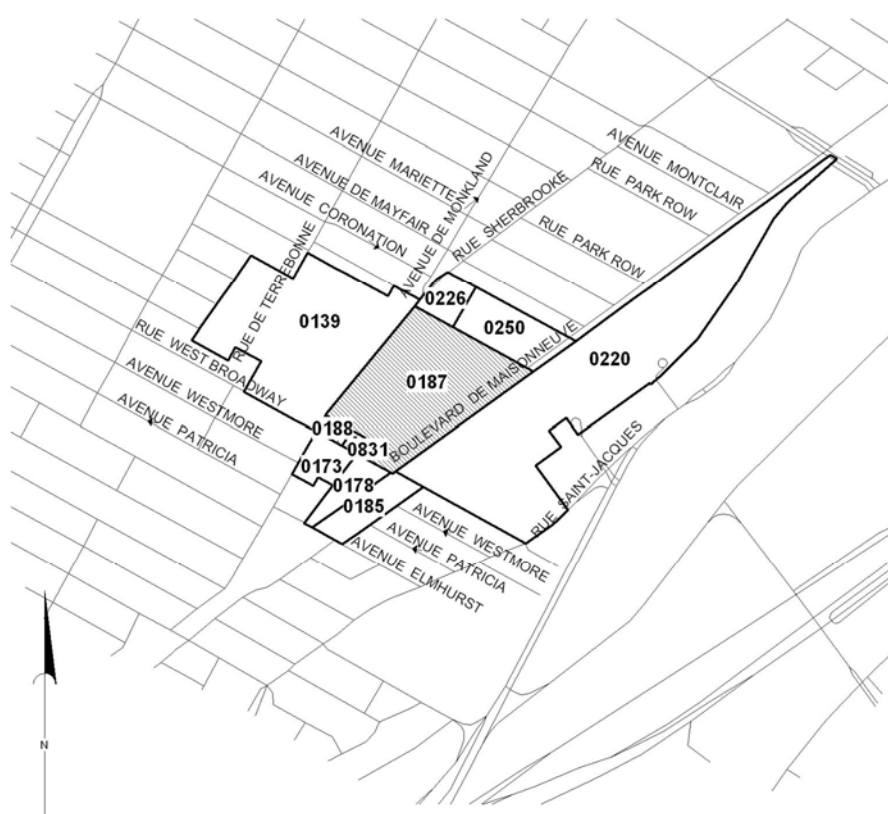 AVENUE MARIETTE
AVENUE DE MAYFAIR
AVENUE CORONATION
AVENUE DE MONKLAND
RUE SHERBROOKE
AVENUE MONTCLAIR
RUE PARK ROW
RUE PARK ROW
RUE DE TERREBONNE
0226
0250
0139
0220
0187
BOULEVARD DE MAISONNEUVE
RUE WEST BROADWAY
AVENUE WESTMORE
AVENUE PATRICIA
0188
0831
0173
0178
0185
RUE SAINT-JACQUES
AVENUE WESTMORE
AVENUE PATRICIA
AVENUE ELMHURST
N